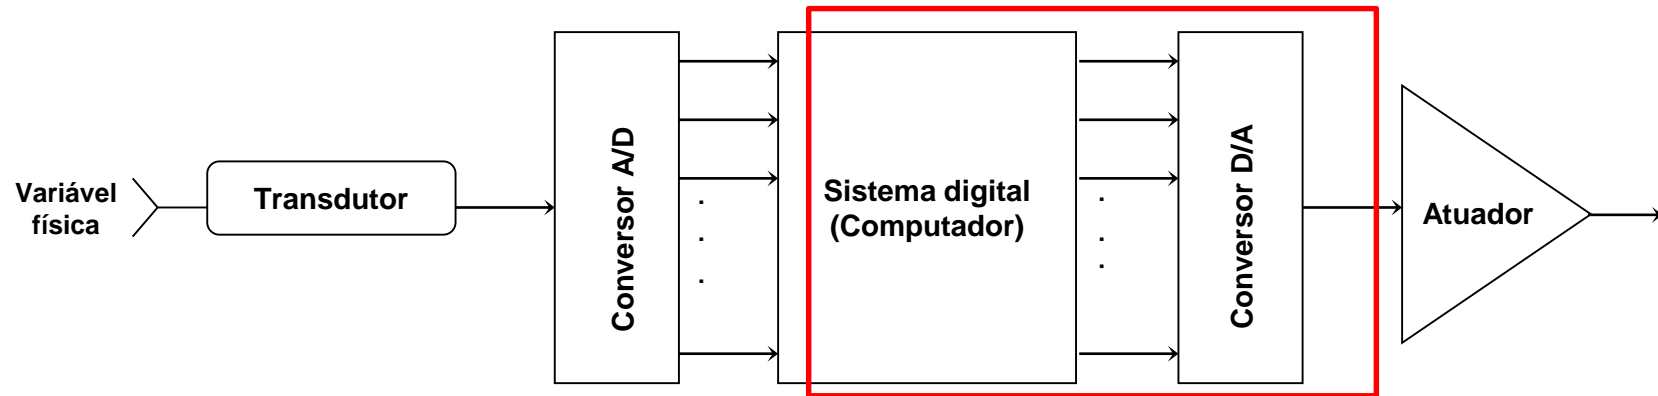 Variável
física
Transdutor
Conversor A/D
Sistema digital
(Computador)
Conversor D/A
Atuador